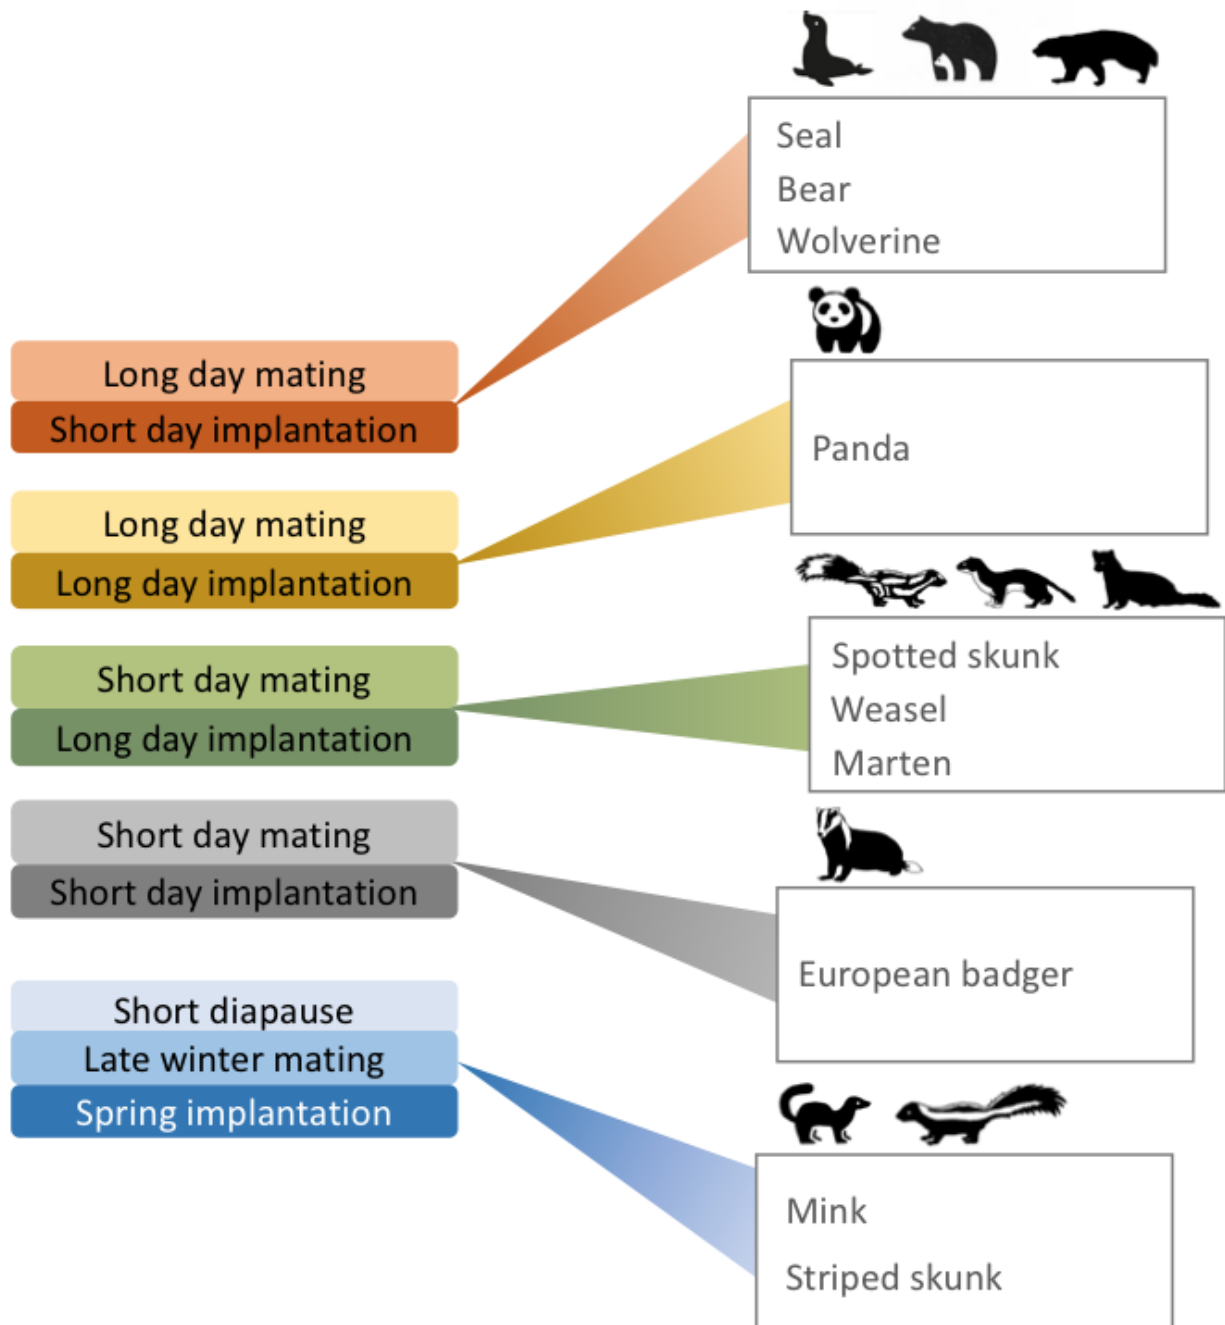 Seal
Bear
Wolverine
Long day mating
Short day implantation
Panda
Long day mating
Long day implantation
Spotted skunk
Weasel
Marten
Short day mating
Long day implantation
Short day mating
Short day implantation
European badger
Short diapause
Late winter mating
Spring implantation
Mink
Striped skunk